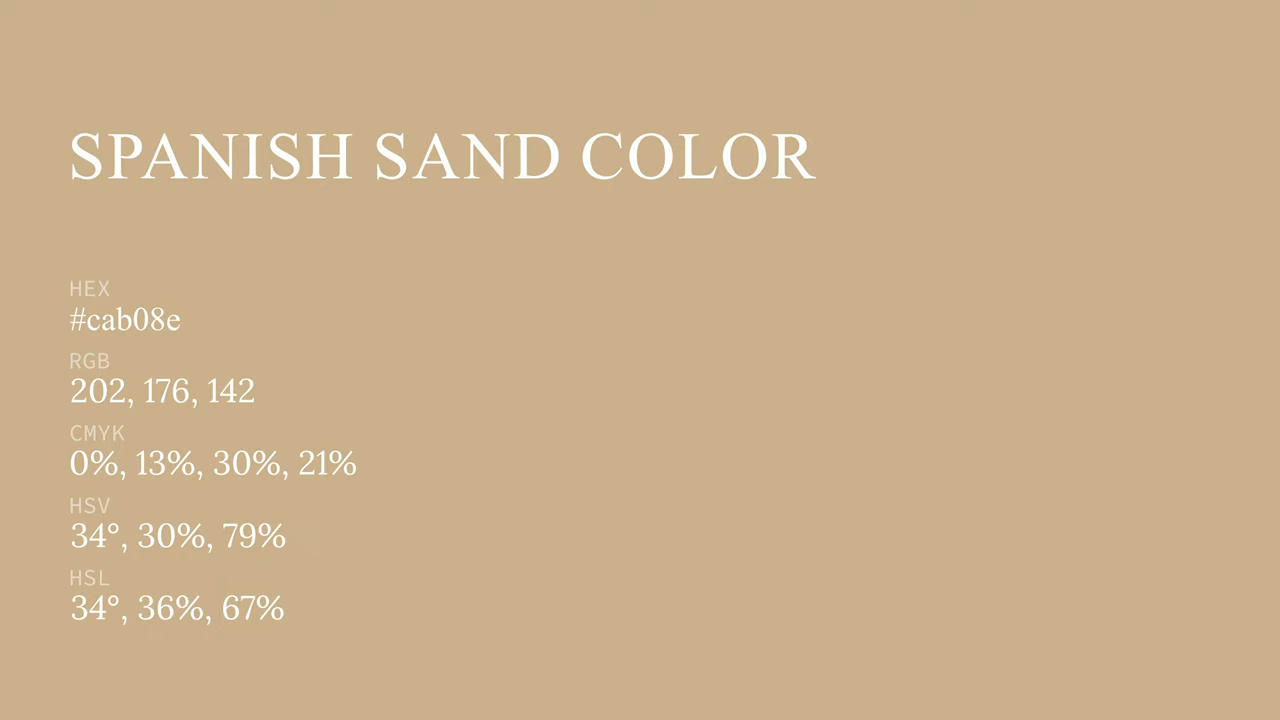 SPANISH SAND COLOR
HEX
#cab08e
RGB
202, 176, 142
CMYK
0%, 13%, 30%, 21%
HSV
34°, 30%, 79%
HSL
34°, 36%, 67%